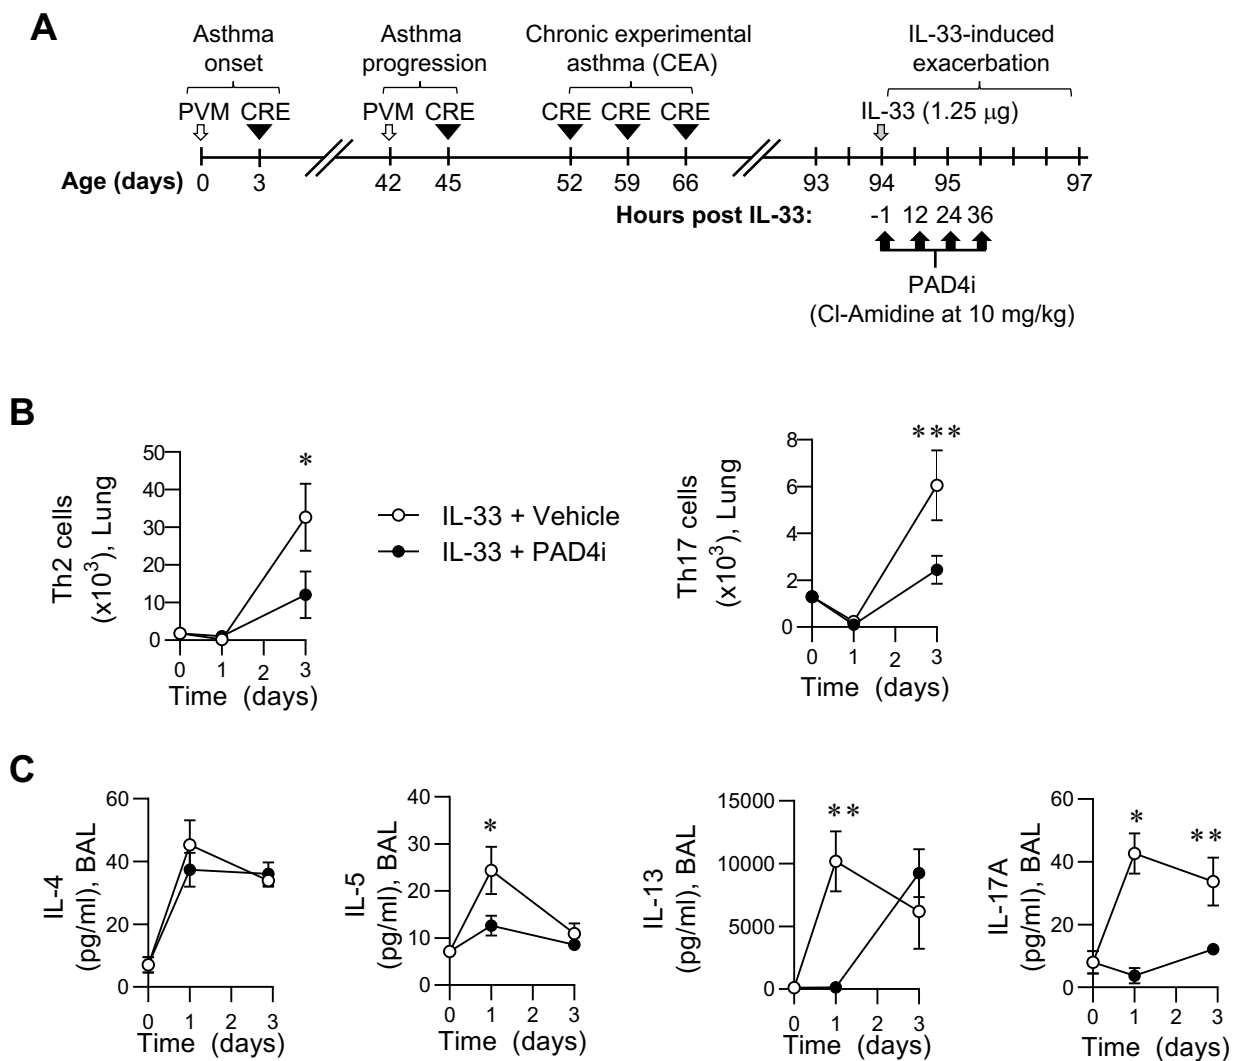 A
Asthma onset
Asthma progression
Chronic experimental asthma (CEA)
IL-33-induced exacerbation
PVM CRE
PVM CRE
CRE CRE CRE
IL-33 (1.25 μg)
Age (days) 0 3 42 45 52 59 66 93 94 95 97
Hours post IL-33: -1 12 24 36
PAD4i
(Cl-Amidine at 10 mg/kg)
B
Th2 cells
(x10³), Lung
50
40
30
20
10
0
*
0 1 2 3
Time (days)
IL-33 + Vehicle
IL-33 + PAD4i
Th17 cells
(x10³), Lung
8
6
4
2
0
***
0 1 2 3
Time (days)
C
IL-4
(pg/ml), BAL
60
40
20
0
0 1 2 3
Time (days)
IL-5
(pg/ml), BAL
40
30
20
10
0
*
0 1 2 3
Time (days)
IL-13
(pg/ml), BAL
15000
10000
5000
0
**
0 1 2 3
Time (days)
IL-17A
(pg/ml), BAL
60
40
20
0
*
**
0 1 2 3
Time (days)